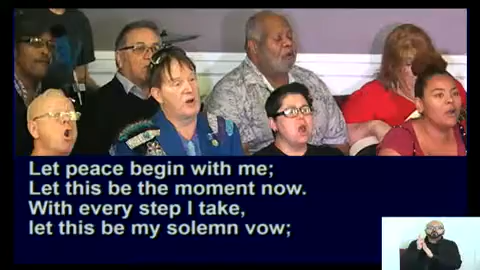 Let peace begin with me;
Let this be the moment now.
With every step I take,
let this be my solemn vow;